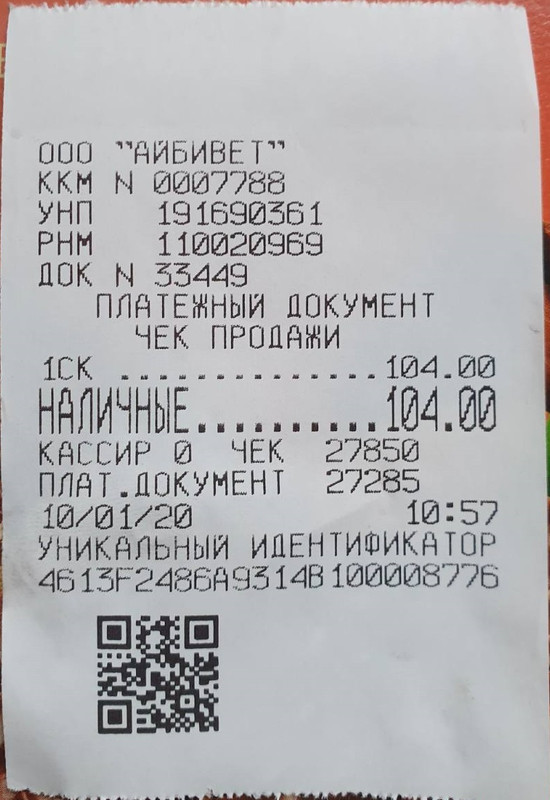 ООО "АЙБИВЕТ"
ККМ N 0007788
УНП 191690361
РНМ 110020969
ДОК N 33449
ПЛАТЕЖНЫЙ ДОКУМЕНТ
ЧЕК ПРОДАЖИ
1СК ..............104.00
НАЛИЧНЫЕ..........104.00
КАССИР 0 ЧЕК 27850
ПЛАТ.ДОКУМЕНТ 27285
10/01/20 10:57
УНИКАЛЬНЫЙ ИДЕНТИФИКАТОР
4613F2486A9314B100008776